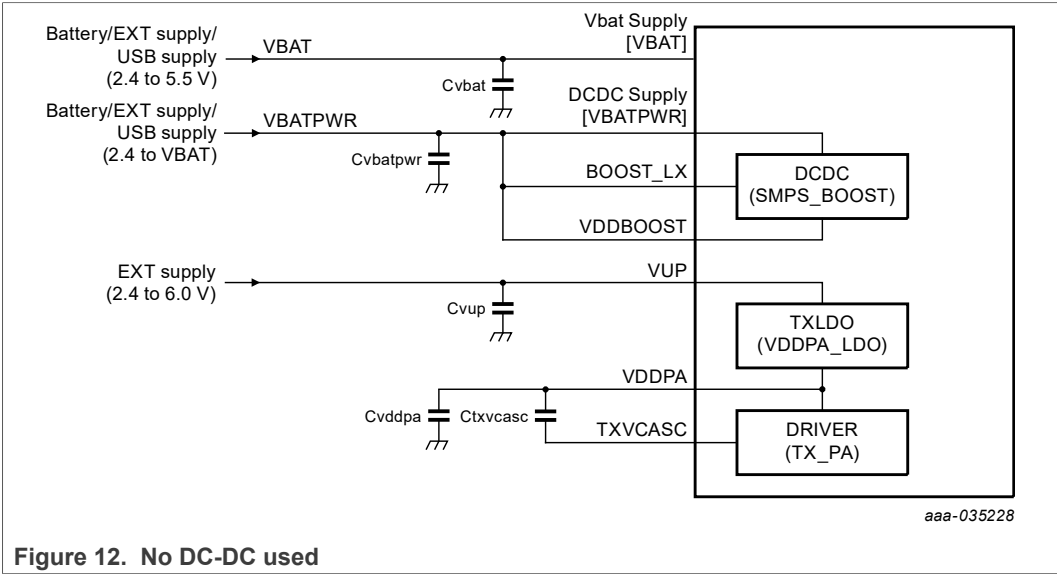 Battery/EXT supply/
USB supply
(2.4 to 5.5 V)
VBAT
Vbat Supply
[VBAT]
Cvbat
Battery/EXT supply/
USB supply
(2.4 to VBAT)
VBATPWR
DCDC Supply
[VBATPWR]
Cvbatpwr
BOOST_LX
DCDC
(SMPS_BOOST)
VDDBOOST
EXT supply
(2.4 to 6.0 V)
VUP
Cvup
TXLDO
(VDDPA_LDO)
VDDPA
Cvddpa
Ctxvcasc
TXVCASC
DRIVER
(TX_PA)
aaa-035228
Figure 12. No DC-DC used